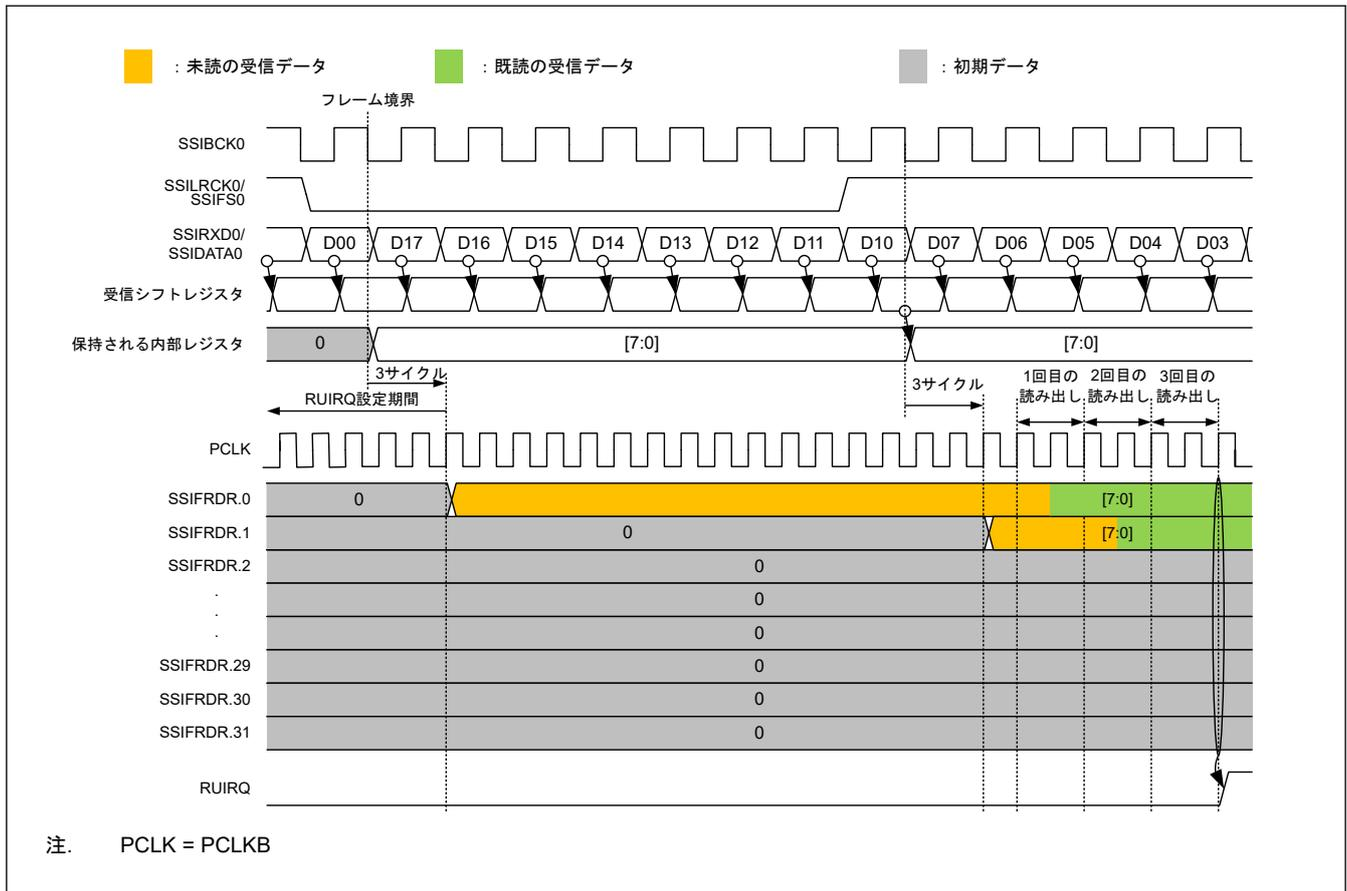 ：未読の受信データ ：既読の受信データ ：初期データ
フレーム境界
SSIBCK0
SSILRCK0/
SSIFS0
SSIRXD0/
SSIDATA0
D00 D17 D16 D15 D14 D13 D12 D11 D10 D07 D06 D05 D04 D03
受信シフトレジスタ
保持される内部レジスタ 0 [7:0] [7:0]
3サイクル
RUIRQ設定期間
3サイクル
1回目の
読み出し
2回目の
読み出し
3回目の
読み出し
PCLK
SSIFRDR.0 0 [7:0]
SSIFRDR.1 0 [7:0]
SSIFRDR.2 0
. 0
.
. 0
SSIFRDR.29 0
SSIFRDR.30 0
SSIFRDR.31 0
RUIRQ
注. PCLK = PCLKB